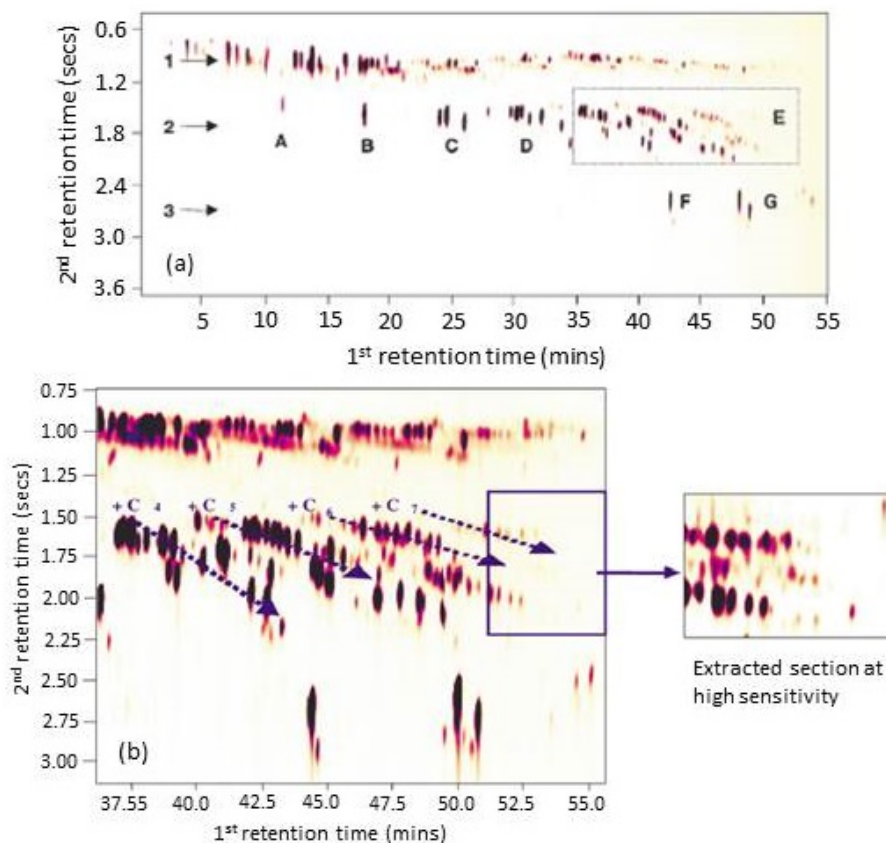 0.6
1.2
1.8
2.4
3.0
3.6
2nd retention time (secs)
1
2
3
A
B
C
D
E
F
G
(a)
5 10 15 20 25 30 35 40 45 50 55
1st retention time (mins)
0.75
1.00
1.25
1.50
1.75
2.00
2.25
2.50
2.75
3.00
2nd retention time (secs)
+ C 4 + C 5 + C 6 + C 7
(b)
37.55 40.0 42.5 45.0 47.5 50.0 52.5 55.0
1st retention time (mins)
Extracted section at
high sensitivity